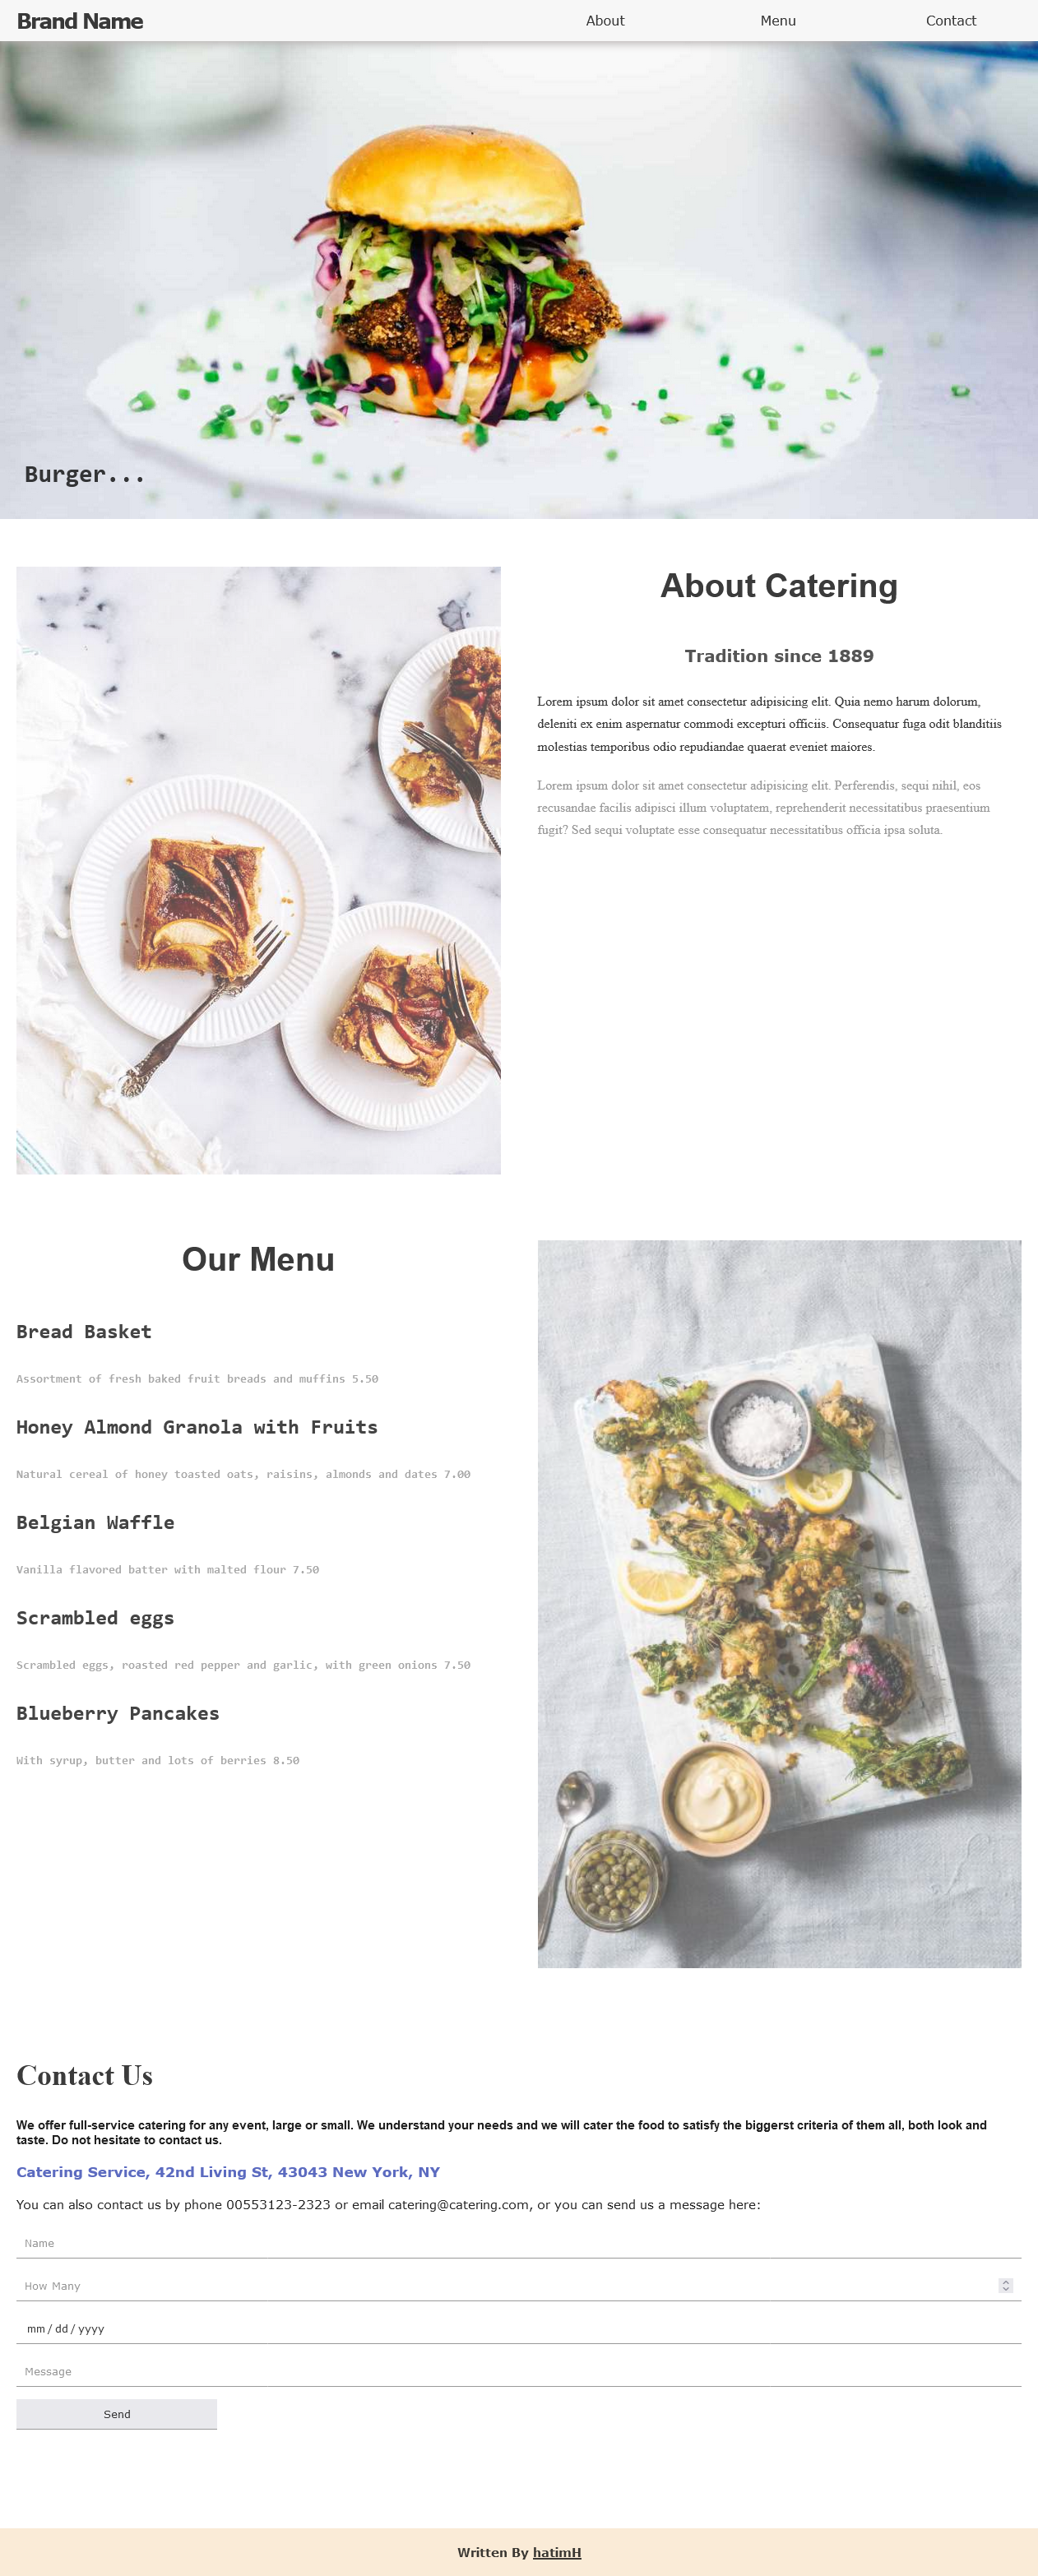 Brand Name
About
Menu
Contact
Burger...
About Catering
Tradition since 1889
Lorem ipsum dolor sit amet consectetur adipisicing elit. Quia nemo harum dolorum,
deleniti ex enim aspernatur commodi excepturi officiis. Consequatur fuga odit blanditiis
molestias temporibus odio repudiandae quaerat eveniet maiores.
Lorem ipsum dolor sit amet consectetur adipisicing elit. Perferendis, sequi nihil, eos
recusandae facilis adipisci illum voluptatem, reprehenderit necessitatibus praesentium
fugit? Sed sequi voluptate esse consequatur necessitatibus officia ipsa soluta.
Our Menu
Bread Basket
Assortment of fresh baked fruit breads and muffins 5.50
Honey Almond Granola with Fruits
Natural cereal of honey toasted oats, raisins, almonds and dates 7.00
Belgian Waffle
Vanilla flavored batter with malted flour 7.50
Scrambled eggs
Scrambled eggs, roasted red pepper and garlic, with green onions 7.50
Blueberry Pancakes
With syrup, butter and lots of berries 8.50
Contact Us
We offer full-service catering for any event, large or small. We understand your needs and we will cater the food to satisfy the biggerst criteria of them all, both look and
taste. Do not hesitate to contact us.
Catering Service, 42nd Living St, 43043 New York, NY
You can also contact us by phone 00553123-2323 or email catering@catering.com, or you can send us a message here:
Name
How Many
mm / dd / yyyy
Message
Send
Written By hatimH